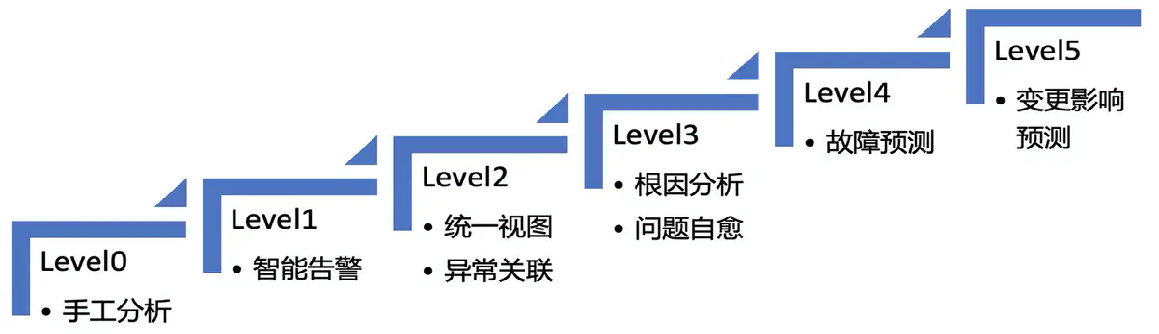 Level0
• 手工分析
Level1
• 智能告警
Level2
• 统一视图
• 异常关联
Level3
• 根因分析
• 问题自愈
Level4
• 故障预测
Level5
• 变更影响
预测